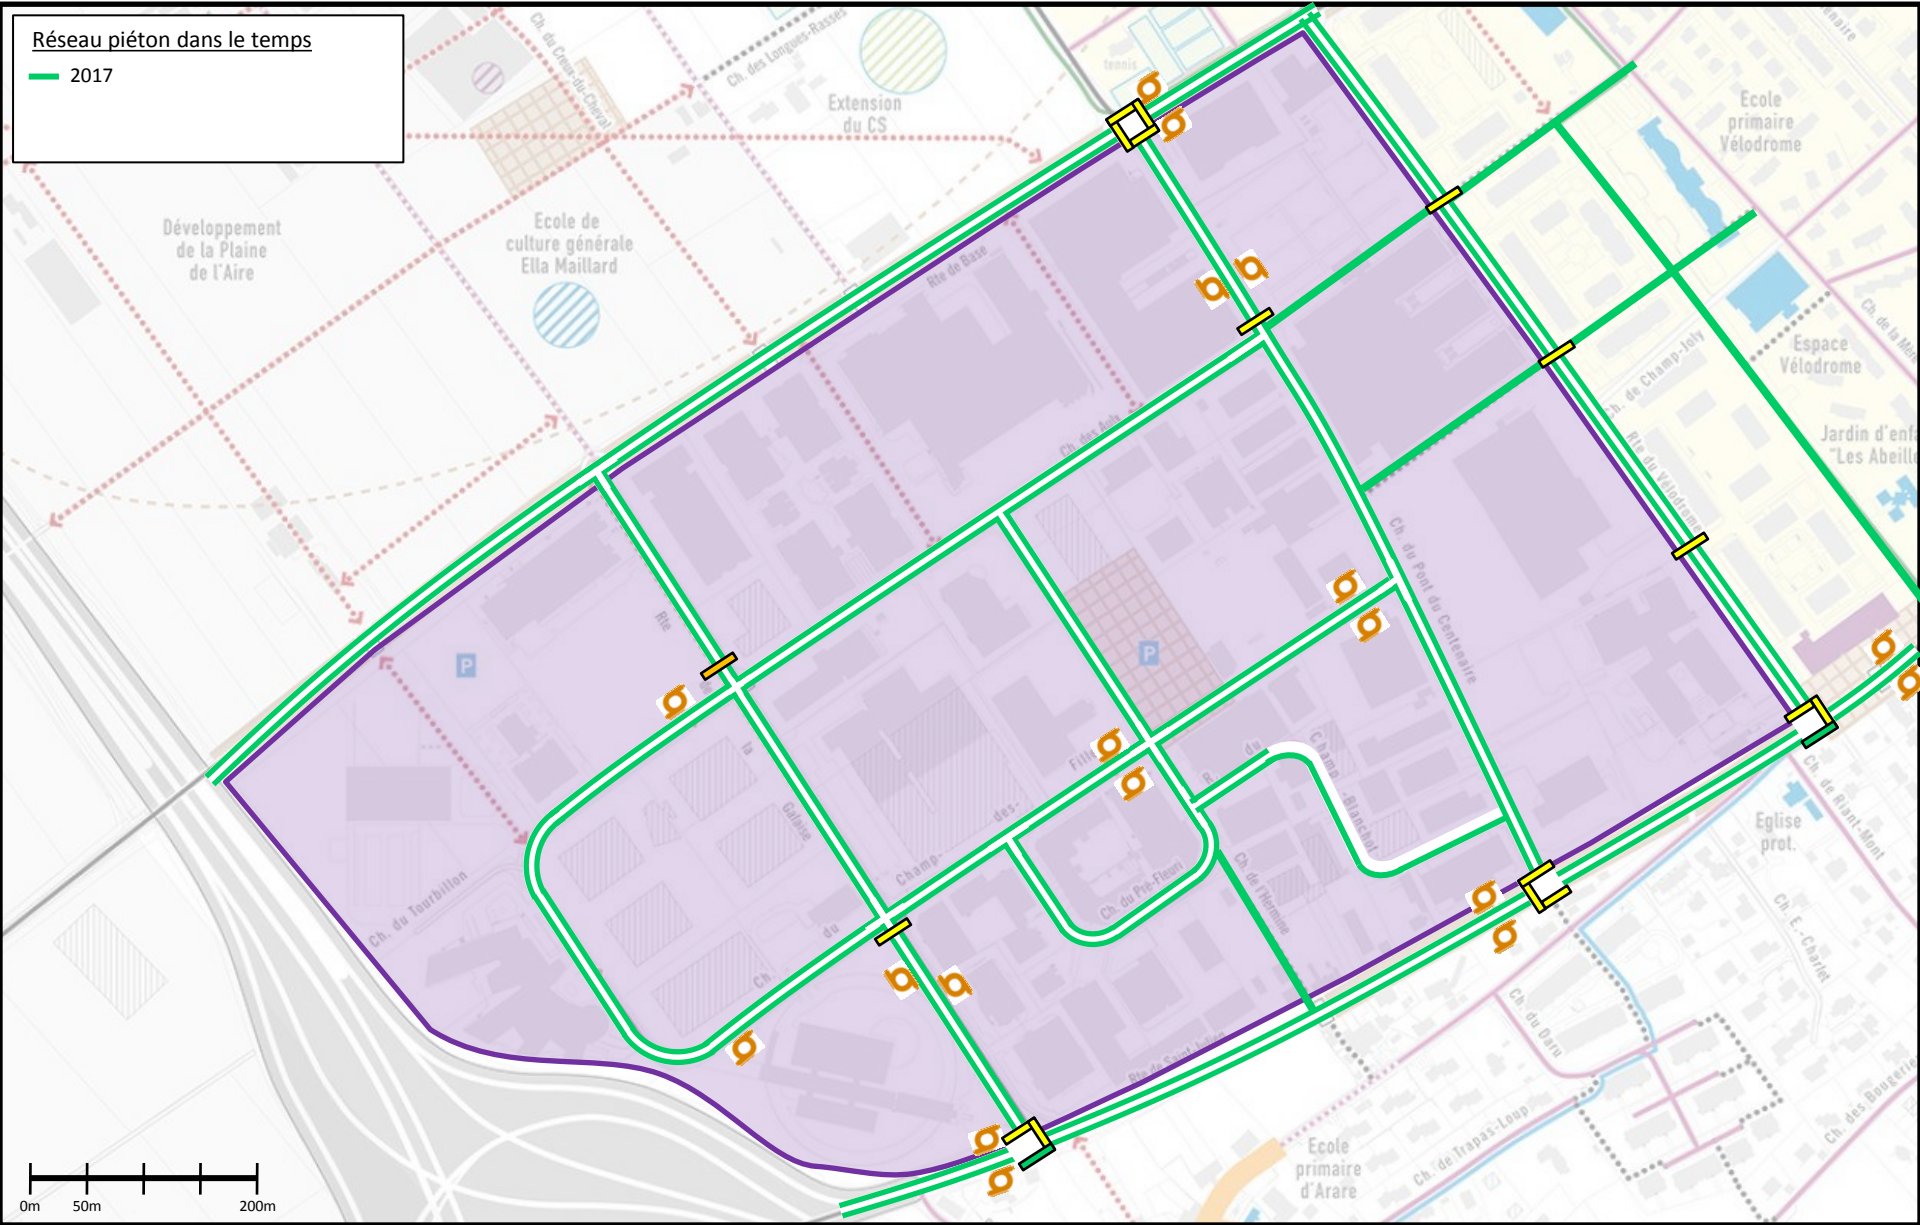 Réseau piéton dans le temps
2017
Ch. du Creux-du-Cheval
Ch. des Longues-Rasses
Extension
du CS
tennis
Ecole
primaire
Vélodrome
Développement
de la Plaine
de l'Aire
Ecole de
culture générale
Ella Maillard
Rte de Base
Ch. des Aulx
Ch. de Champ-Joly
Espace
Vélodrome
Jardin d'enfa
"Les Abeille
Rte du Vélodrome
Ch. du Pont du Centenaire
P
P
Rte
de
la
Galaise
Ch.
du
Champ-
des-
Filles
R.
du
Champ-Blanchod
Ch. du Pré-Fleuri
Ch. de l'Hermine
Ch. du Tourbillon
Rte de Saint-Julien
Ch. de Riant-Mont
Eglise
prot.
Ch. E.-Charlet
Ch. du Daru
Ch. de Trapas-Loup
Ch. des Bougeries
Ecole
primaire
d'Arare
0m
50m
200m